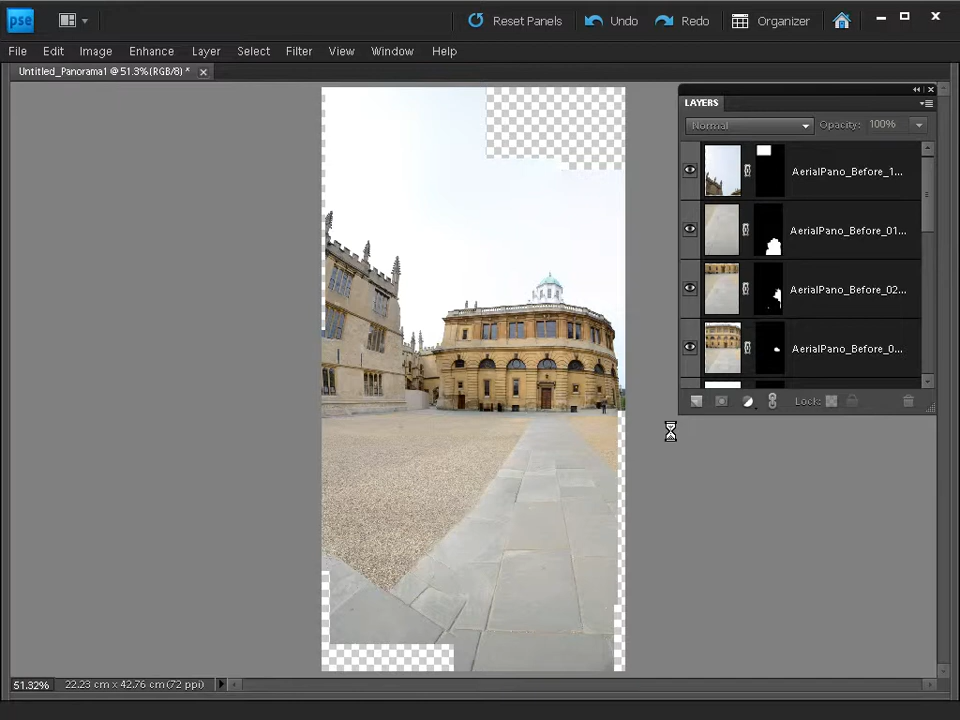 pse
Reset Panels Undo Redo Organizer
File Edit Image Enhance Layer Select Filter View Window Help
Untitled_Panorama1 @ 51.3%(RGB/8) *
LAYERS
Normal Opacity: 100%
AerialPano_Before_1...
AerialPano_Before_01...
AerialPano_Before_02...
AerialPano_Before_0...
Lock:
51.32% 22.23 cm x 42.76 cm (72 ppi)